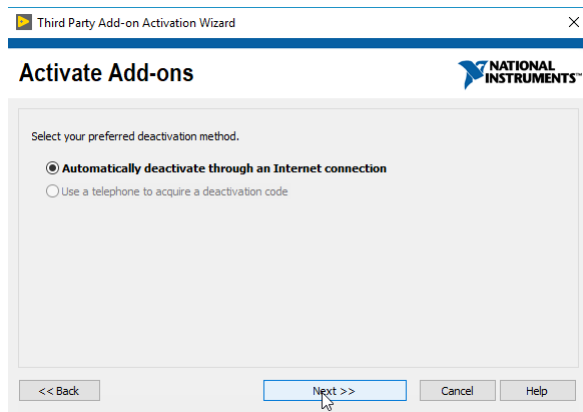 Third Party Add-on Activation Wizard
Activate Add-ons
NATIONAL
INSTRUMENTS™
Select your preferred deactivation method.
Automatically deactivate through an Internet connection
Use a telephone to acquire a deactivation code
<< Back
Next >>
Cancel
Help